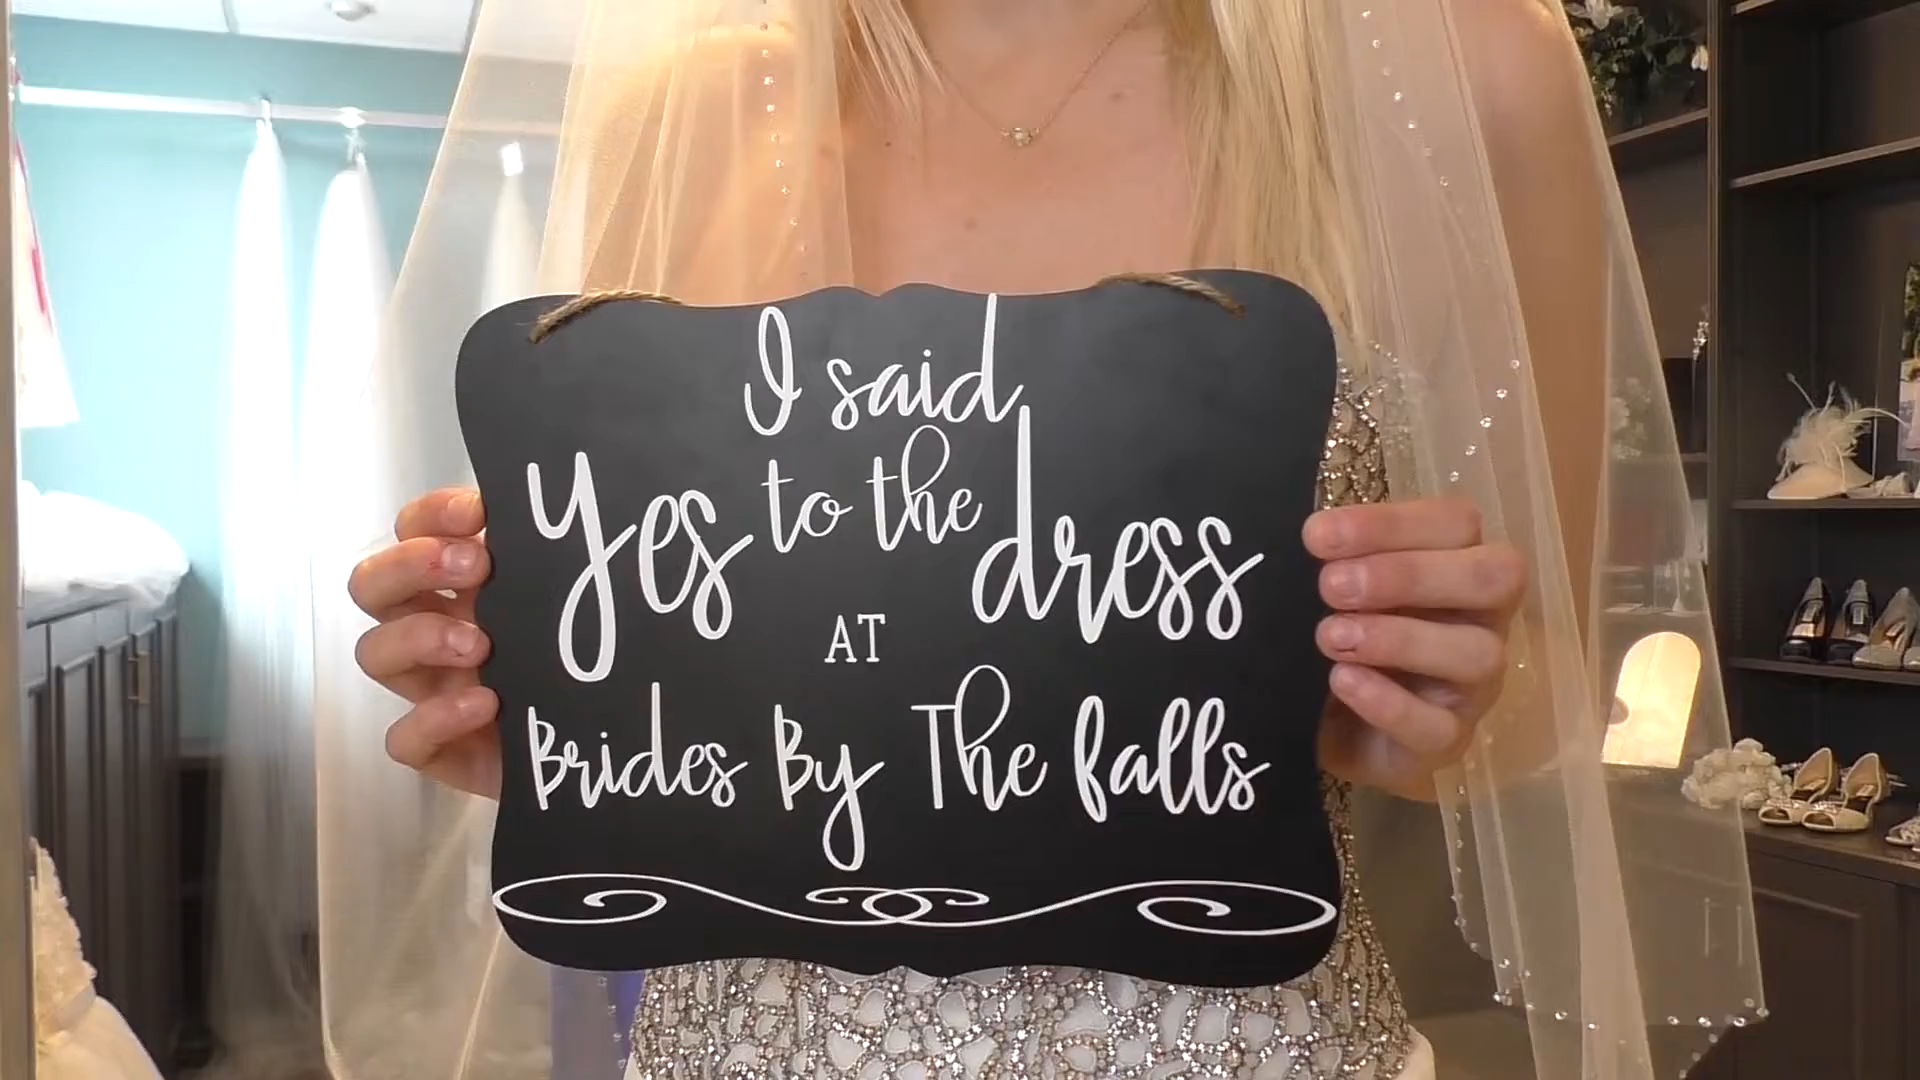 I said
Yes to the dress
AT
Brides By The falls